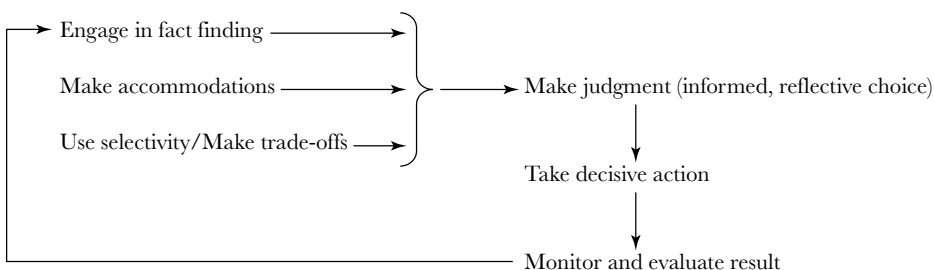 Engage in fact finding
Make accommodations
Make judgment (informed, reflective choice)
Use selectivity/Make trade-offs
Take decisive action
Monitor and evaluate result